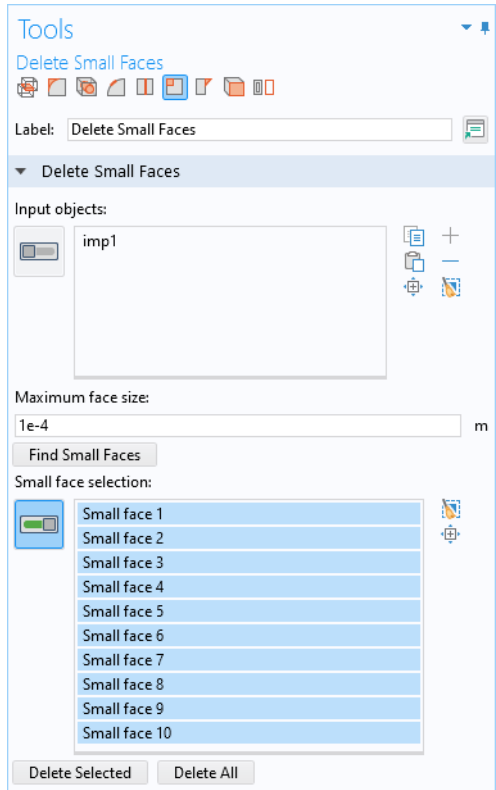 Tools
Delete Small Faces
Label: Delete Small Faces
Delete Small Faces
Input objects:
imp1
Maximum face size:
1e-4 m
Find Small Faces
Small face selection:
Small face 1
Small face 2
Small face 3
Small face 4
Small face 5
Small face 6
Small face 7
Small face 8
Small face 9
Small face 10
Delete Selected Delete All